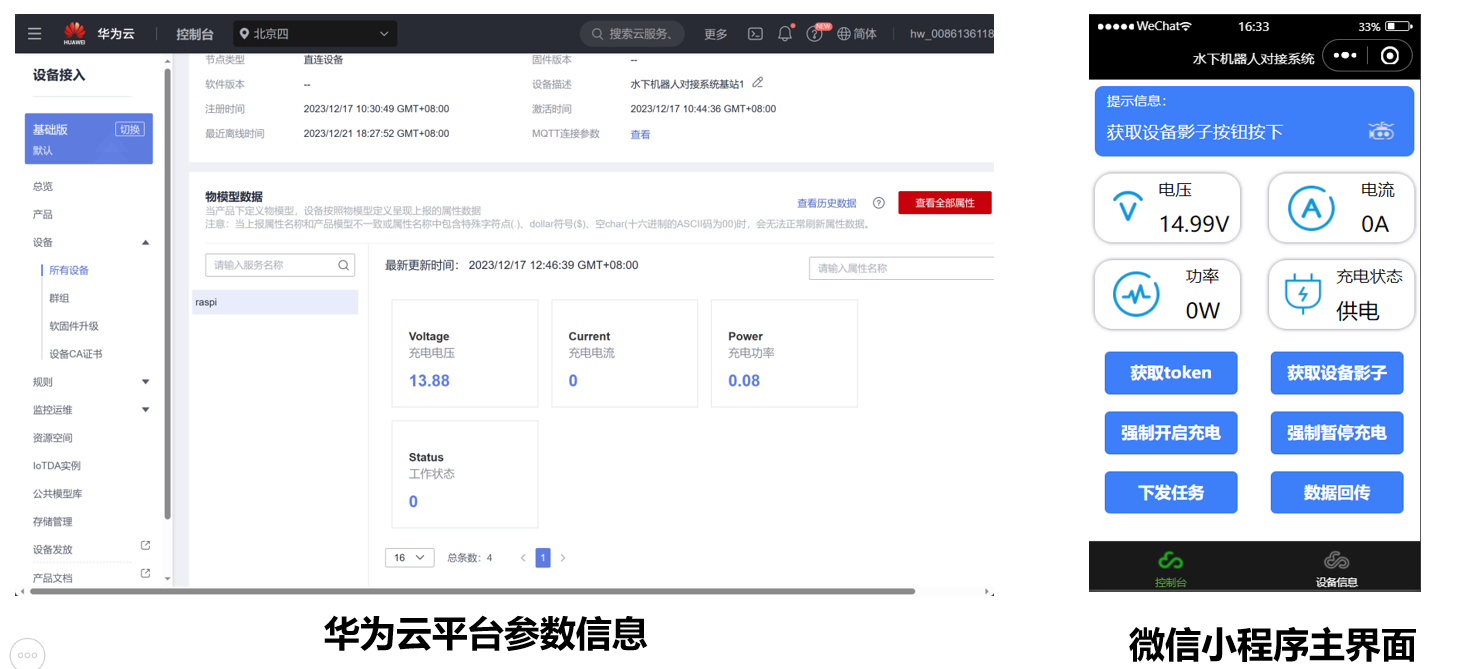 HUAWEI
华为云
控制台
北京四
搜索云服务、
更多
NEW
简体
hw_0086136118
设备接入
基础版
切换
默认
总览
产品
设备
所有设备
群组
软固件升级
设备CA证书
规则
监控运维
资源空间
IoTDA实例
公共模型库
存储管理
设备发放
产品文档
节点类型 直连设备 固件版本 --
软件版本 -- 设备描述 水下机器人对接系统基站1
注册时间 2023/12/17 10:30:49 GMT+08:00 激活时间 2023/12/17 10:44:36 GMT+08:00
最近离线时间 2023/12/21 18:27:52 GMT+08:00 MQTT连接参数 查看
物模型数据
查看历史数据
查看全部属性
当产品下定义物模型，设备按照物模型定义呈现上报的属性数据
注意：当上报属性名称和产品模型不一致或属性名称中包含特殊字符点(.)、dollar符号($)、空char(十六进制的ASCII码为00)时，会无法正常刷新属性数据。
请输入服务名称
最新更新时间： 2023/12/17 12:46:39 GMT+08:00
请输入属性名称
raspi
Voltage
充电电压
13.88
Current
充电电流
0
Power
充电功率
0.08
Status
工作状态
0
16
总条数：4
1
华为云平台参数信息
WeChat
16:33
33%
水下机器人对接系统
提示信息：
获取设备影子按钮按下
电压
14.99V
电流
0A
功率
0W
充电状态
供电
获取token
获取设备影子
强制开启充电
强制暂停充电
下发任务
数据回传
控制台
设备信息
微信小程序主界面